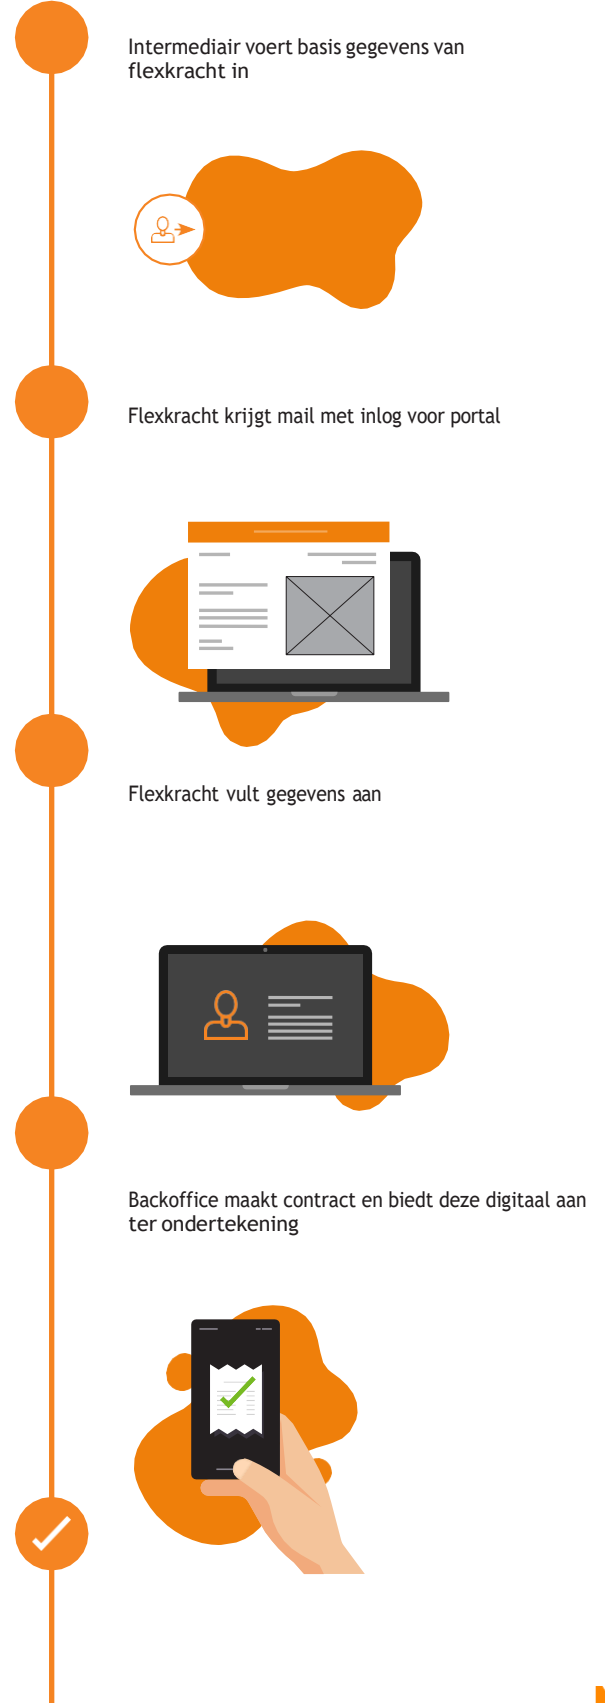 Intermediair voert basis gegevens van
flexkracht in
Flexkracht krijgt mail met inlog voor portal
Flexkracht vult gegevens aan
Backoffice maakt contract en biedt deze digitaal aan
ter ondertekening